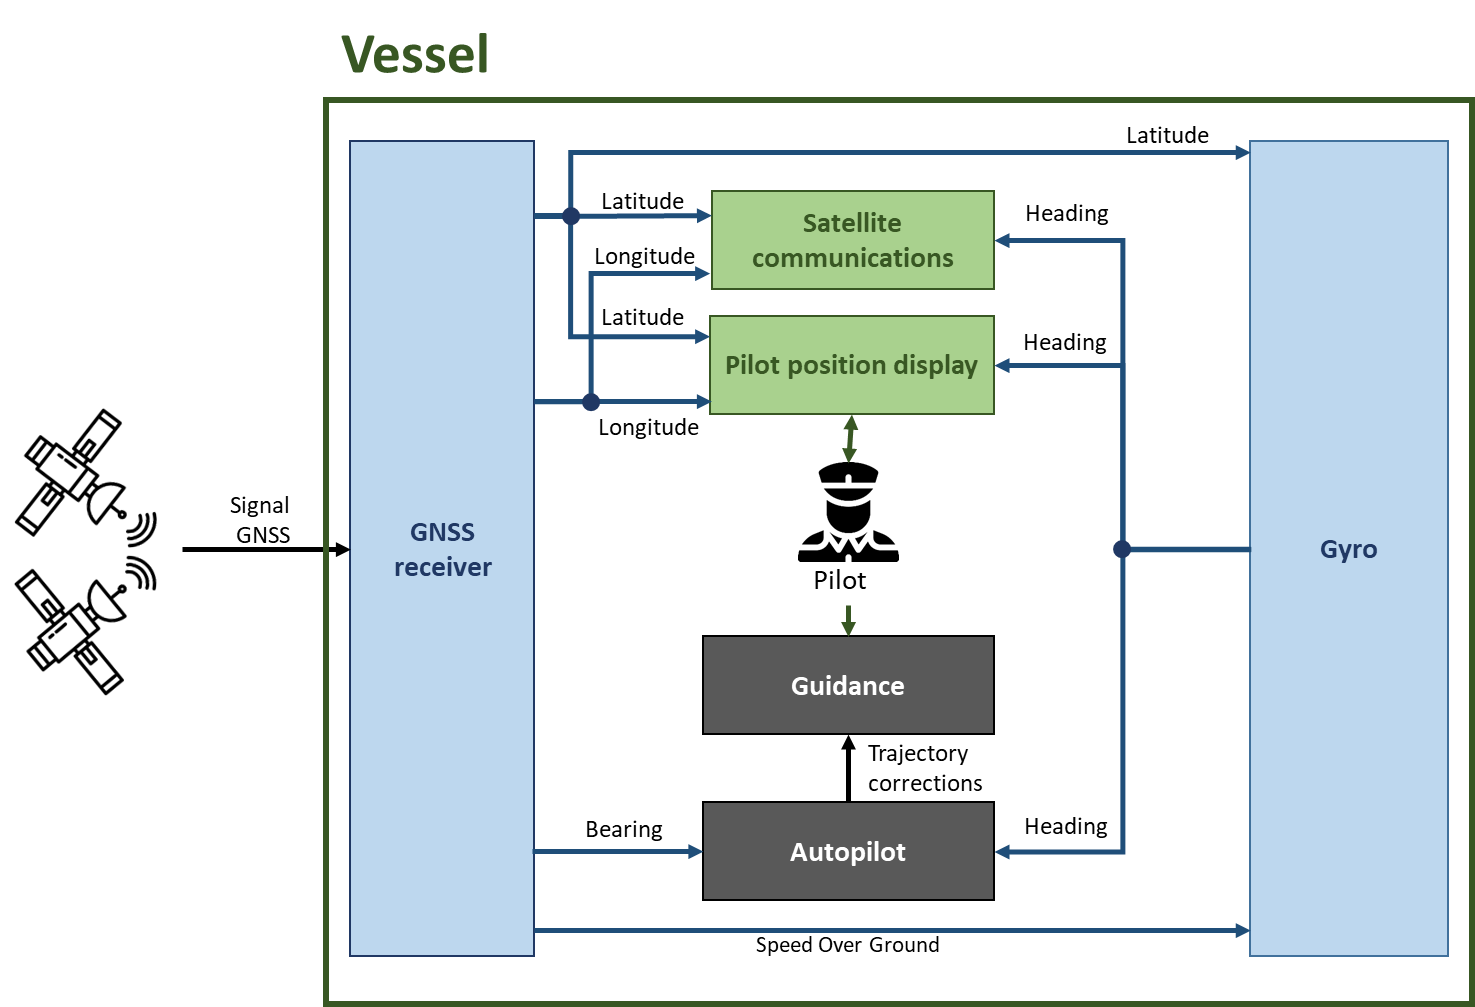 Vessel
Latitude
Latitude
Satellite
communications
Heading
Longitude
Latitude
Pilot position display
Heading
Longitude
Signal
GNSS
GNSS
receiver
Gyro
Pilot
Guidance
Trajectory
corrections
Bearing
Autopilot
Heading
Speed Over Ground